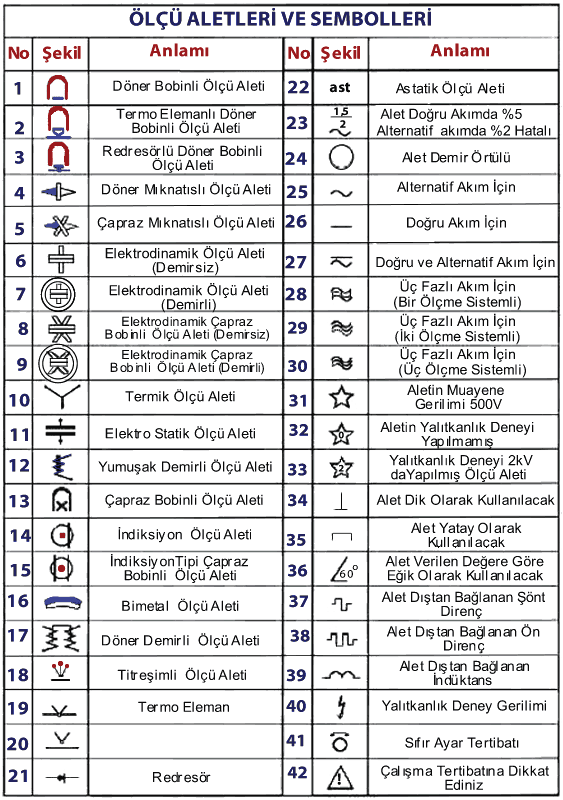 ÖLÇÜ ALETLERİ VE SEMBOLLERİ
No Şekil Anlamı No Şekil Anlamı
1 Döner Bobinli Ölçü Aleti
2 Termo Elemanlı Döner
Bobinli Ölçü Aleti
3 Redresörlü Döner Bobinli
Ölçü Aleti
4 Döner Mıknatıslı Ölçü Aleti
5 Çapraz Mıknatıslı Ölçü Aleti
6 Elektrodinamik Ölçü Aleti
(Demirsiz)
7 Elektrodinamik Ölçü Aleti
(Demirli)
8 Elektrodinamik Çapraz
Bobinli Ölçü Aleti (Demirsiz)
9 Elektrodinamik Çapraz
Bobinli Ölçü Aleti (Demirli)
10 Termik Ölçü Aleti
11 Elektro Statik Ölçü Aleti
12 Yumuşak Demirli Ölçü Aleti
13 Çapraz Bobinli Ölçü Aleti
14 İndiksiyon Ölçü Aleti
15 İndiksiyonTipi Çapraz
Bobinli Ölçü Aleti
16 Bimetal Ölçü Aleti
17 Döner Demirli Ölçü Aleti
18 Titreşimli Ölçü Aleti
19 Termo Eleman
20
21 Redresör
22 ast Astatik Ölçü Aleti
23 1,5 Alet Doğru Akımda %5
2 Alternatif akımda %2 Hatalı
24 Alet Demir Örtülü
25 Alternatif Akım İçin
26 Doğru Akım İçin
27 Doğru ve Alternatif Akım İçin
28 Üç Fazlı Akım İçin
(Bir Ölçme Sistemli)
29 Üç Fazlı Akım İçin
(İki Ölçme Sistemli)
30 Üç Fazlı Akım İçin
(Üç Ölçme Sistemli)
31 Aletin Muayene
Gerilimi 500V
32 0 Aletin Yalıtkanlık Deneyi
Yapılmamış
33 2 Yalıtkanlık Deneyi 2kV
daYapılmış Ölçü Aleti
34 Alet Dik Olarak Kullanılacak
35 Alet Yatay Olarak
Kullanılaçak
36 60° Alet Verilen Değere Göre
Eğik Olarak Kullanılacak
37 Alet Dıştan Bağlanan Şönt
Direnç
38 Alet Dıştan Bağlanan Ön
Direnç
39 Alet Dıştan Bağlanan
İndüktans
40 Yalıtkanlık Deney Gerilimi
41 Sıfır Ayar Tertibatı
42 Çalışma Tertibatına Dikkat
Ediniz